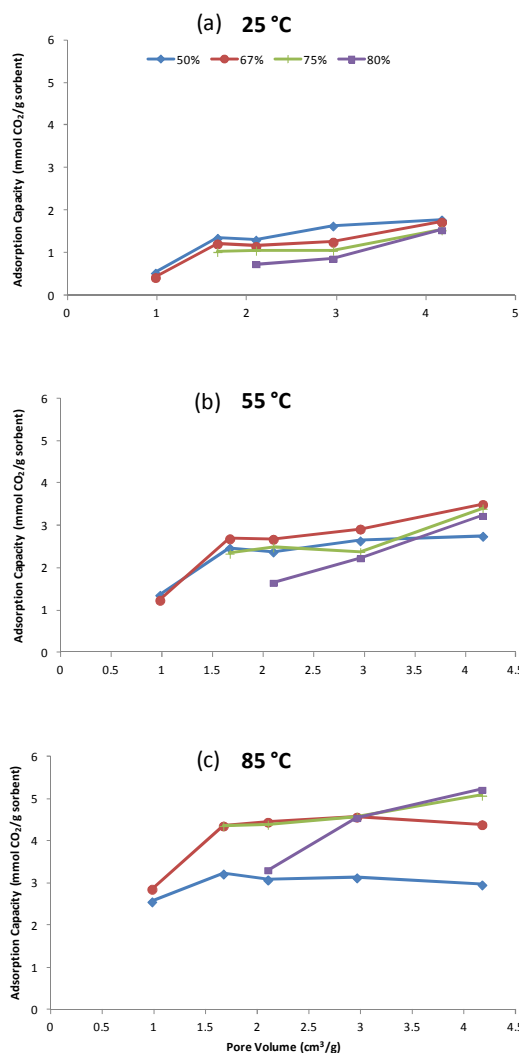 (a) 25 °C
50% 67% 75% 80%
Adsorption Capacity (mmol CO₂/g sorbent)
6
5
4
3
2
1
0
0 1 2 3 4 5
(b) 55 °C
Adsorption Capacity (mmol CO₂/g sorbent)
6
5
4
3
2
1
0
0 0.5 1 1.5 2 2.5 3 3.5 4 4.5
(c) 85 °C
Adsorption Capacity (mmol CO₂/g sorbent)
6
5
4
3
2
1
0
0 0.5 1 1.5 2 2.5 3 3.5 4 4.5
Pore Volume (cm³/g)